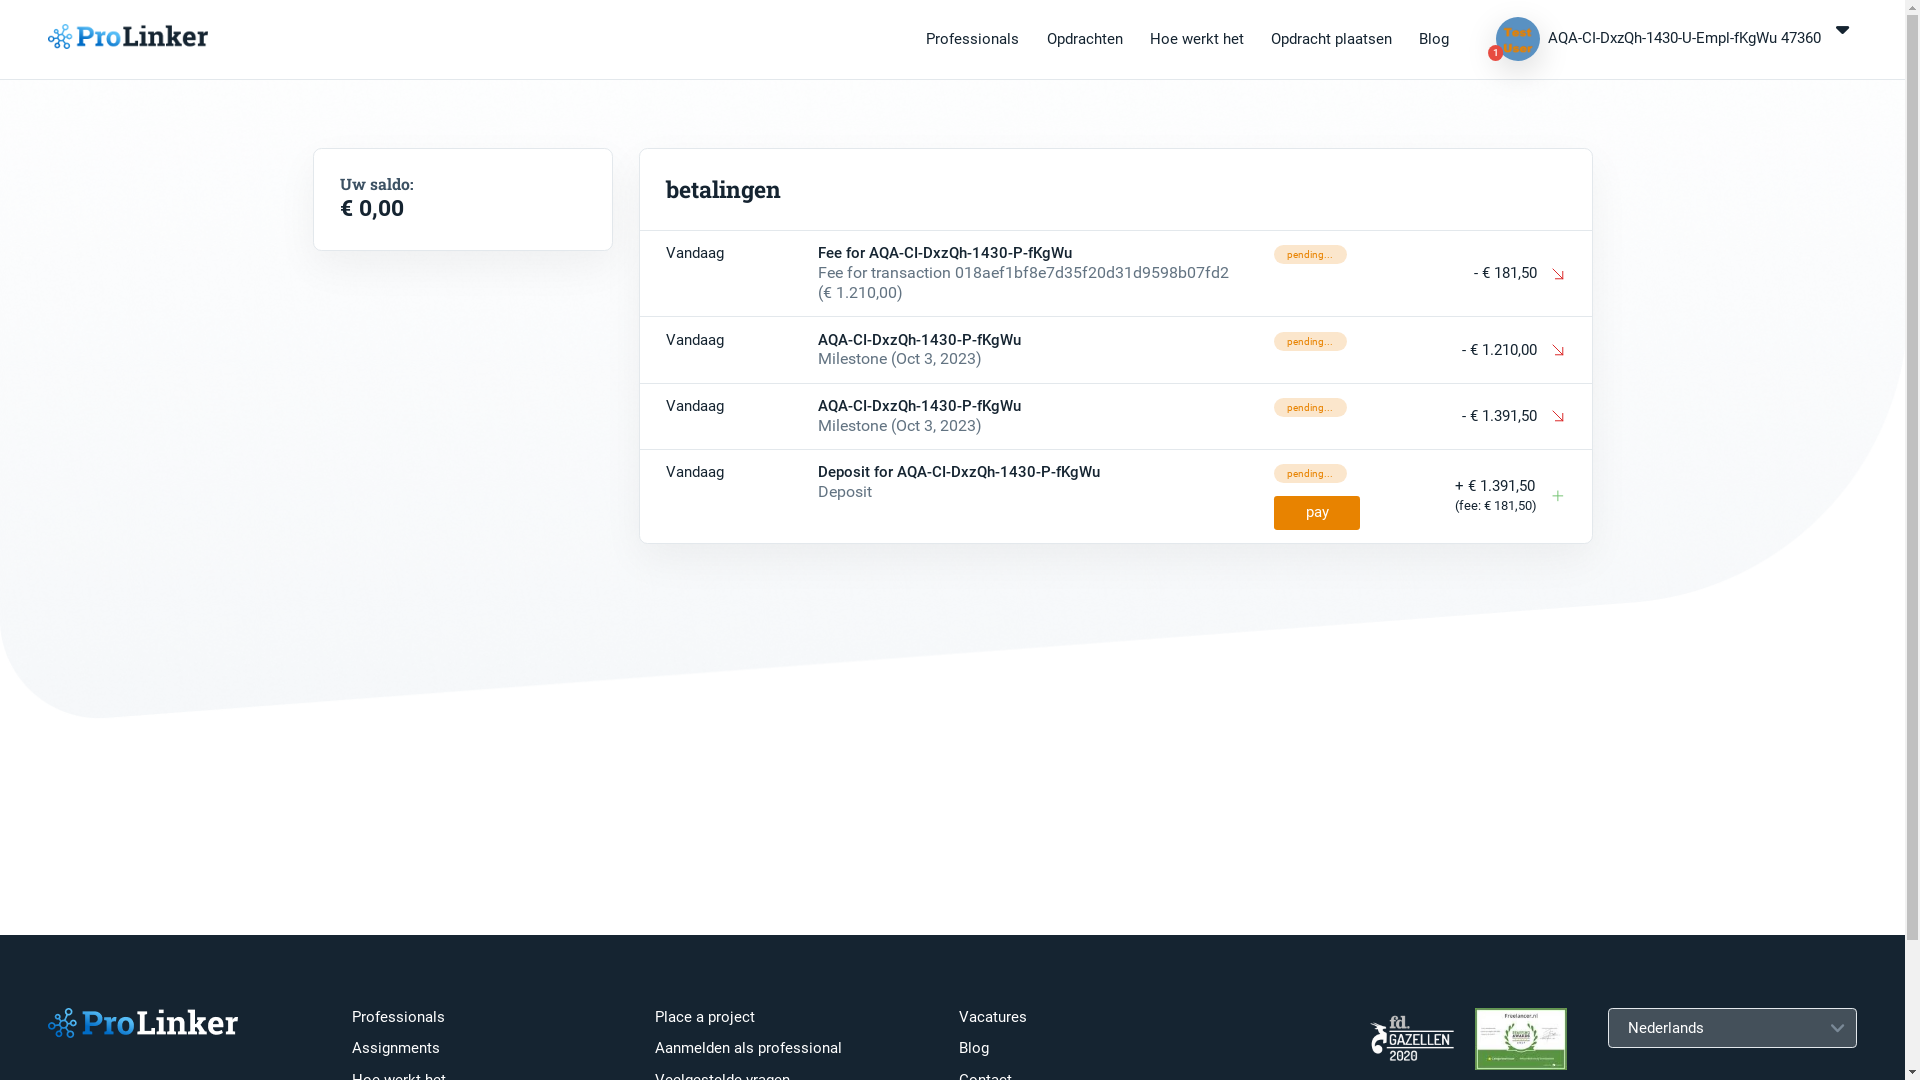 ProLinker
Professionals
Opdrachten
Hoe werkt het
Opdracht plaatsen
Blog
Test
User
1
AQA-CI-DxzQh-1430-U-Empl-fKgWu 47360
Uw saldo:
€ 0,00
betalingen
Vandaag
Fee for AQA-CI-DxzQh-1430-P-fKgWu
Fee for transaction 018aef1bf8e7d35f20d31d9598b07fd2
(€ 1.210,00)
pending...
- € 181,50
Vandaag
AQA-CI-DxzQh-1430-P-fKgWu
Milestone (Oct 3, 2023)
pending...
- € 1.210,00
Vandaag
AQA-CI-DxzQh-1430-P-fKgWu
Milestone (Oct 3, 2023)
pending...
- € 1.391,50
Vandaag
Deposit for AQA-CI-DxzQh-1430-P-fKgWu
Deposit
pending...
pay
+ € 1.391,50
(fee: € 181,50)
ProLinker
Professionals
Assignments
Hoe werkt het
Place a project
Aanmelden als professional
Veelgestelde vragen
Vacatures
Blog
Contact
fd.
GAZELLEN
2020
Freelancer.nl
Nederlands